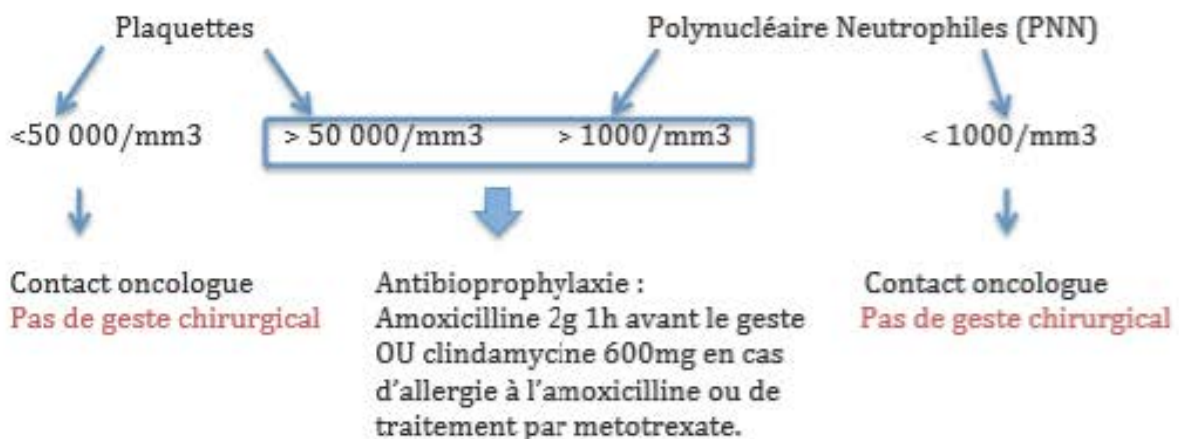 Plaquettes
Polynucléaire Neutrophiles (PNN)
<50 000/mm3
> 50 000/mm3
> 1000/mm3
< 1000/mm3
Contact oncologue
Pas de geste chirurgical
Antibioprophylaxie :
Amoxicilline 2g 1h avant le geste
OU clindamycine 600mg en cas
d'allergie à l'amoxicilline ou de
traitement par metotrexate.
Contact oncologue
Pas de geste chirurgical